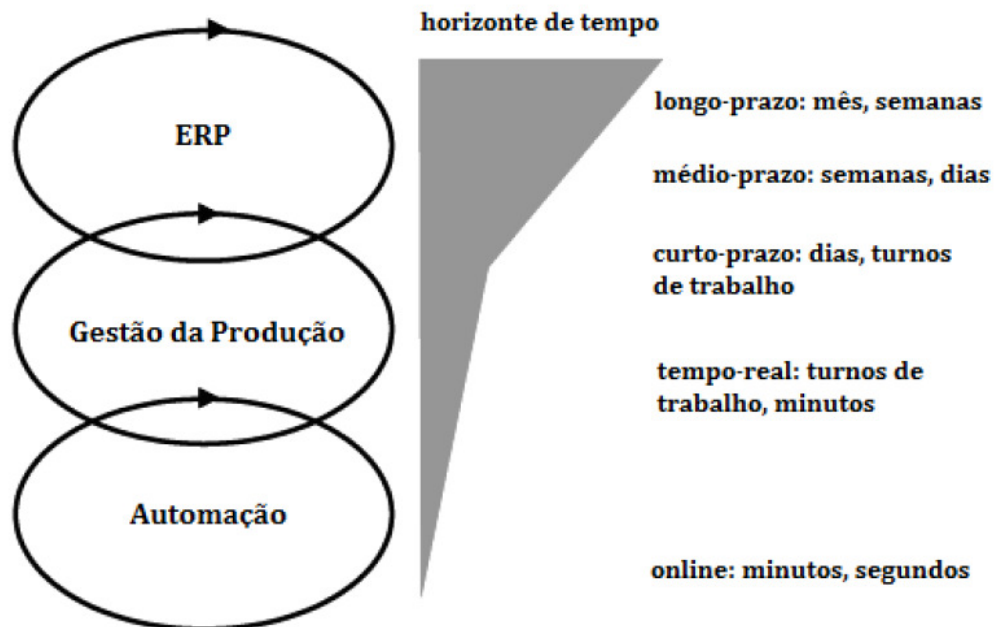 horizonte de tempo
longo-prazo: mês, semanas
ERP
médio-prazo: semanas, dias
curto-prazo: dias, turnos
de trabalho
Gestão da Produção
tempo-real: turnos de
trabalho, minutos
Automação
online: minutos, segundos